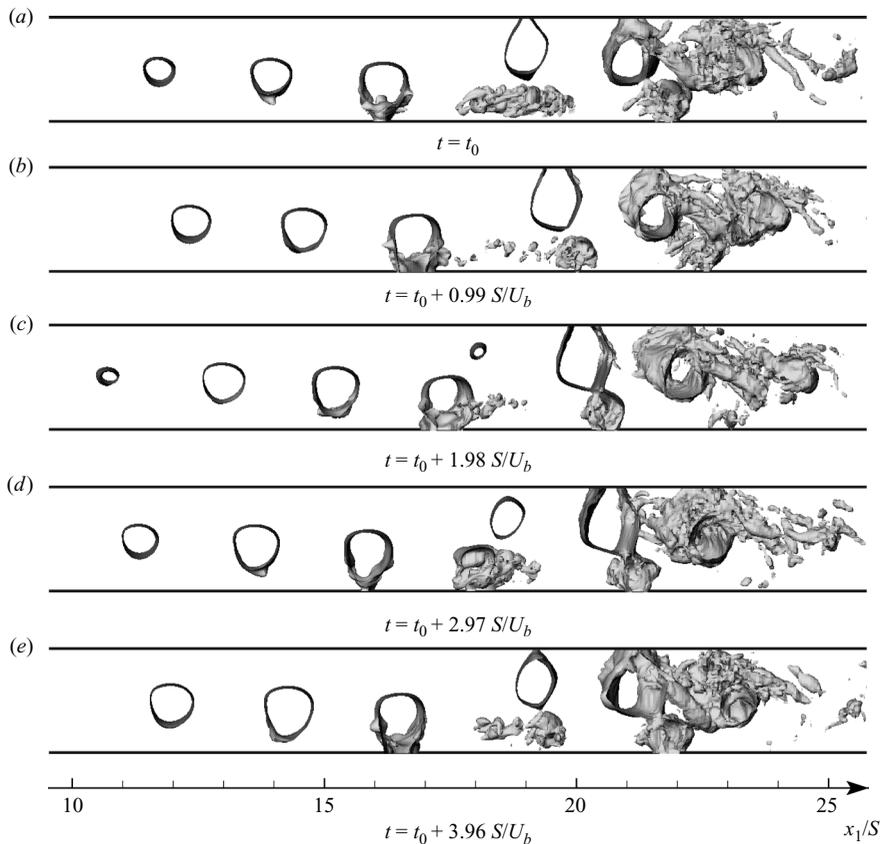 (a)
t = t0
(b)
t = t0 + 0.99 S/Ub
(c)
t = t0 + 1.98 S/Ub
(d)
t = t0 + 2.97 S/Ub
(e)
10 15 20 25
x1/S
t = t0 + 3.96 S/Ub